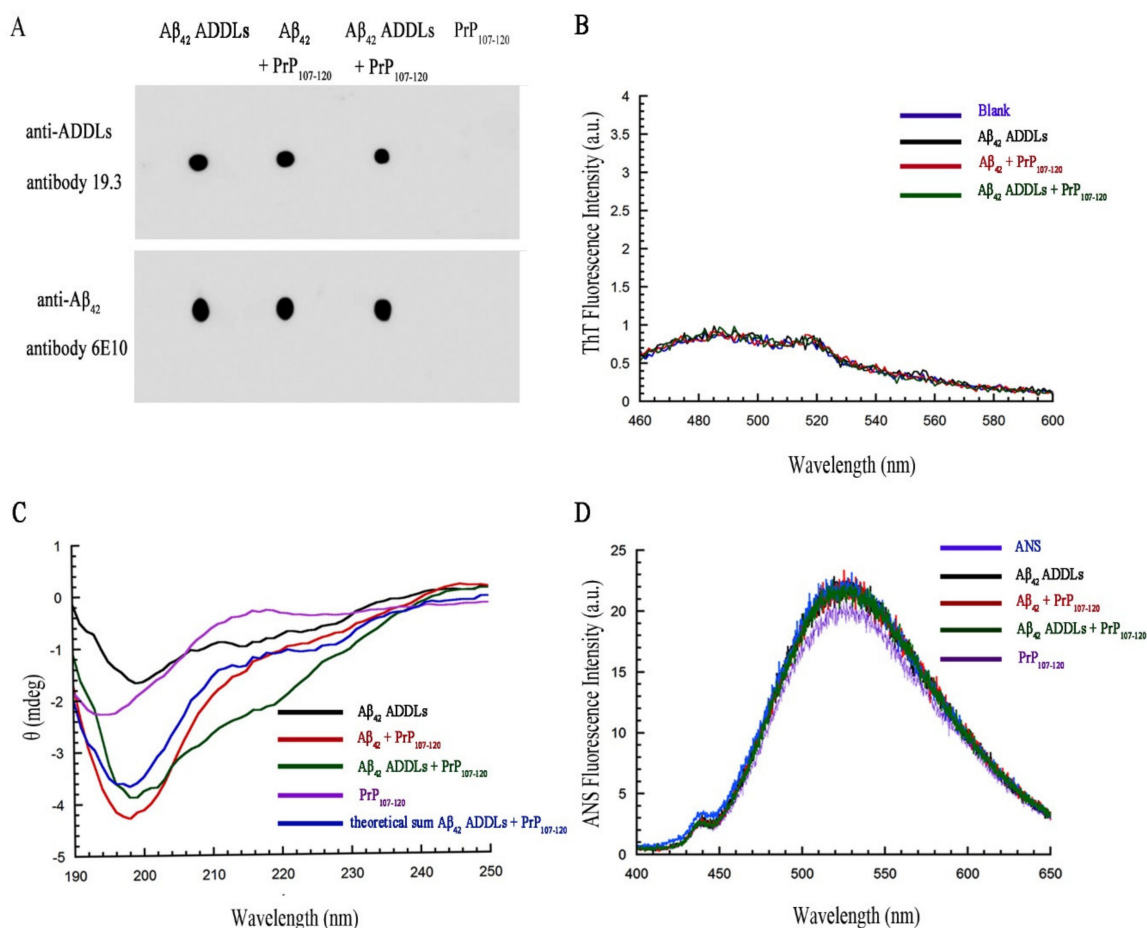 A
Aβ₄₂ ADDLs
Aβ₄₂
+ PrP₁₀₇₋₁₂₀
Aβ₄₂ ADDLs
+ PrP₁₀₇₋₁₂₀
PrP₁₀₇₋₁₂₀
anti-ADDLs
antibody 19.3
anti-Aβ₄₂
antibody 6E10
B
ThT Fluorescence Intensity (a.u.)
4
3.5
3
2.5
2
1.5
1
0.5
0
460 480 500 520 540 560 580 600
Wavelength (nm)
Blank
Aβ₄₂ ADDLs
Aβ₄₂ + PrP₁₀₇₋₁₂₀
Aβ₄₂ ADDLs + PrP₁₀₇₋₁₂₀
C
θ (mdeg)
1
0
-1
-2
-3
-4
-5
190 200 210 220 230 240 250
Wavelength (nm)
Aβ₄₂ ADDLs
Aβ₄₂ + PrP₁₀₇₋₁₂₀
Aβ₄₂ ADDLs + PrP₁₀₇₋₁₂₀
PrP₁₀₇₋₁₂₀
theoretical sum Aβ₄₂ ADDLs + PrP₁₀₇₋₁₂₀
D
ANS Fluorescence Intensity (a.u.)
25
20
15
10
5
0
400 450 500 550 600 650
Wavelength (nm)
ANS
Aβ₄₂ ADDLs
Aβ₄₂ + PrP₁₀₇₋₁₂₀
Aβ₄₂ ADDLs + PrP₁₀₇₋₁₂₀
PrP₁₀₇₋₁₂₀